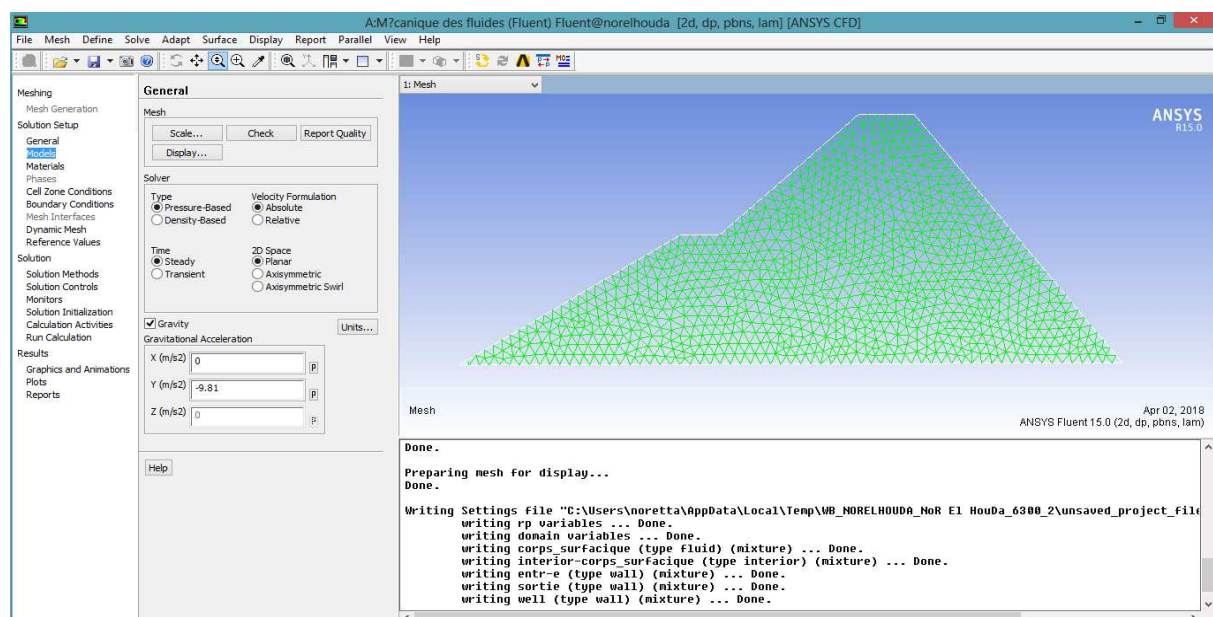 A:M?canique des fluides (Fluent) Fluent@norelhouda [2d, dp, pbns, lam] [ANSYS CFD]
File Mesh Define Solve Adapt Surface Display Report Parallel View Help
Meshing
Mesh Generation
Solution Setup
General
Models
Materials
Phases
Cell Zone Conditions
Boundary Conditions
Mesh Interfaces
Dynamic Mesh
Reference Values
Solution
Solution Methods
Solution Controls
Monitors
Solution Initialization
Calculation Activities
Run Calculation
Results
Graphics and Animations
Plots
Reports
General
Mesh
Scale... Check Report Quality
Display...
Solver
Type Velocity Formulation
Pressure-Based Absolute
Density-Based Relative
Time 2D Space
Steady Planar
Transient Axisymmetric
Axisymmetric Swirl
Gravity Units...
Gravitational Acceleration
X (m/s2) 0 P
Y (m/s2) -9.81 P
Z (m/s2) 0 P
Help
1: Mesh
ANSYS
R15.0
Mesh Apr 02, 2018
ANSYS Fluent 15.0 (2d, dp, pbns, lam)
Done.
Preparing mesh for display...
Done.
Writing Settings file "C:\Users\noretta\AppData\Local\Temp\WB_NORELHOUDA_NoR El HouDa_6300_2\unsaved_project_file
writing rp variables ... Done.
writing domain variables ... Done.
writing corps_surfacique (type fluid) (mixture) ... Done.
writing interior-corps_surfacique (type interior) (mixture) ... Done.
writing entr-e (type wall) (mixture) ... Done.
writing sortie (type wall) (mixture) ... Done.
writing well (type wall) (mixture) ... Done.